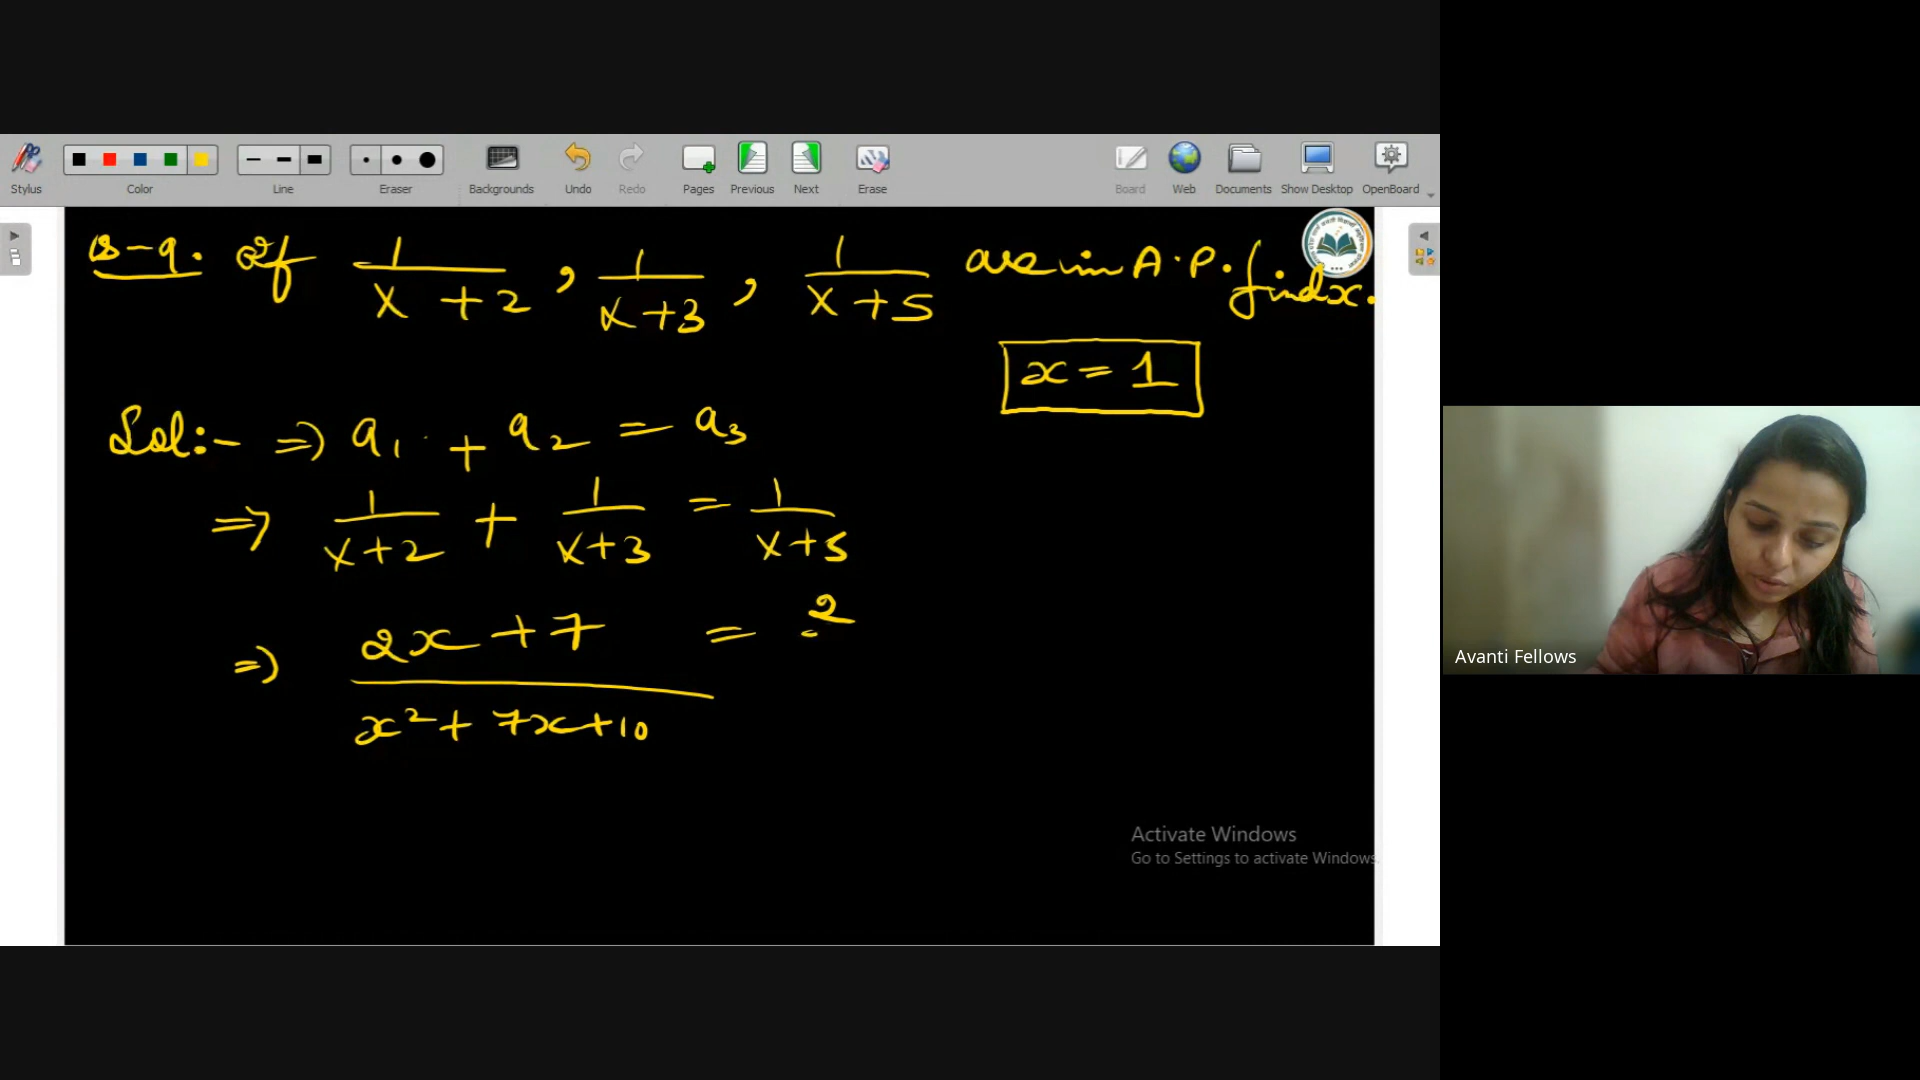 Stylus Color Line Eraser Backgrounds Undo Redo Pages Previous Next Erase Board Web Documents Show Desktop OpenBoard
Q-9. If 1/(x+2), 1/(x+3), 1/(x+5) are in A.P. find x.
x = 1
Sol:- ⇒ a₁ + a₂ = a₃
⇒ 1/(x+2) + 1/(x+3) = 1/(x+5)
⇒ (2x+7)/(x²+7x+10) = 2
Avanti Fellows
Activate Windows
Go to Settings to activate Windows.